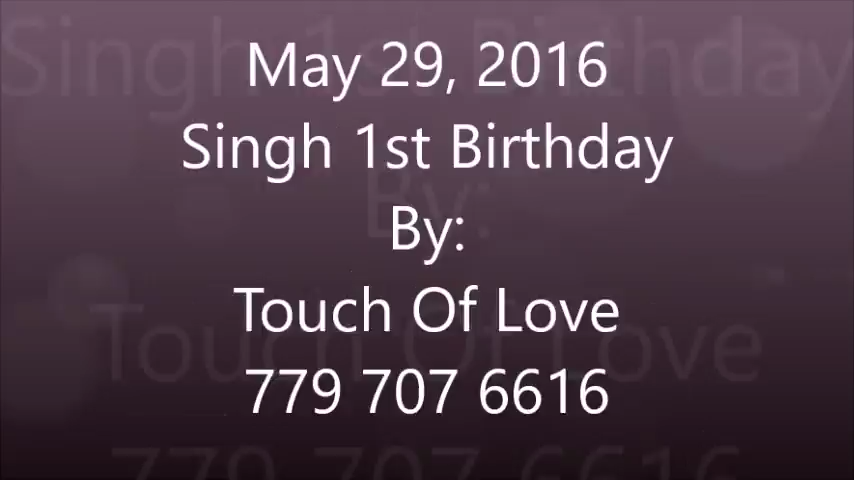 May 29, 2016
Singh 1st Birthday
By:
Touch Of Love
779 707 6616